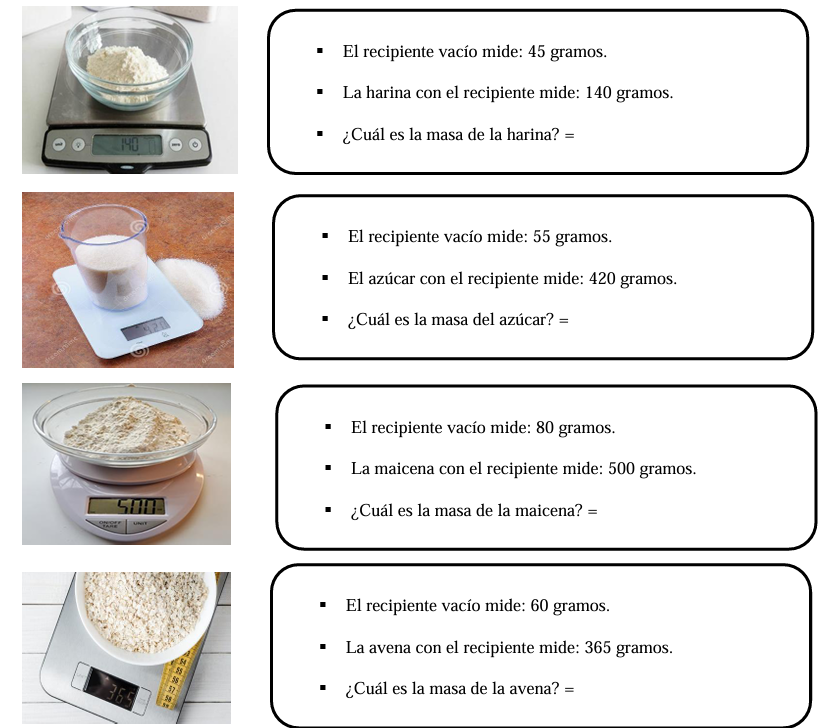 140
▪ El recipiente vacío mide: 45 gramos.
▪ La harina con el recipiente mide: 140 gramos.
▪ ¿Cuál es la masa de la harina? =
▪ El recipiente vacío mide: 55 gramos.
▪ El azúcar con el recipiente mide: 420 gramos.
▪ ¿Cuál es la masa del azúcar? =
500
ON/OFF
TARE
UNIT
▪ El recipiente vacío mide: 80 gramos.
▪ La maicena con el recipiente mide: 500 gramos.
▪ ¿Cuál es la masa de la maicena? =
365
▪ El recipiente vacío mide: 60 gramos.
▪ La avena con el recipiente mide: 365 gramos.
▪ ¿Cuál es la masa de la avena? =